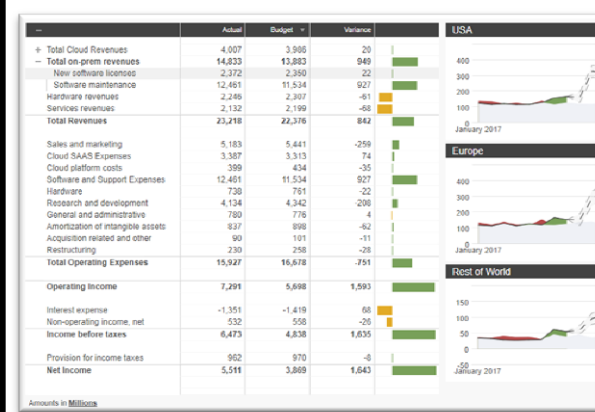 — Actual Budget Variance
+ Total Cloud Revenues 4,007 3,986 20
— Total on-prem revenues 14,833 13,883 949
New software licenses 2,372 2,350 22
Software maintenance 12,461 11,534 927
Hardware revenues 2,246 2,307 -61
Services revenues 2,132 2,199 -68
Total Revenues 23,218 22,376 842
Sales and marketing 5,183 5,441 -259
Cloud SAAS Expenses 3,387 3,313 74
Cloud platform costs 399 434 -35
Software and Support Expenses 12,461 11,534 927
Hardware 738 761 -22
Research and development 4,134 4,342 -208
General and administrative 780 776 4
Amortization of intangible assets 837 898 -62
Acquisition related and other 90 101 -11
Restructuring 230 258 -28
Total Operating Expenses 15,927 16,678 -751
Operating Income 7,291 5,698 1,593
Interest expense -1,351 -1,419 68
Non-operating income, net 532 558 -26
Income before taxes 6,473 4,838 1,635
Provision for income taxes 962 970 -8
Net Income 5,511 3,869 1,643
Amounts in Millions
USA
400
300
200
100
0
January 2017
Europe
400
300
200
100
0
January 2017
Rest of World
150
100
50
0
-50
January 2017